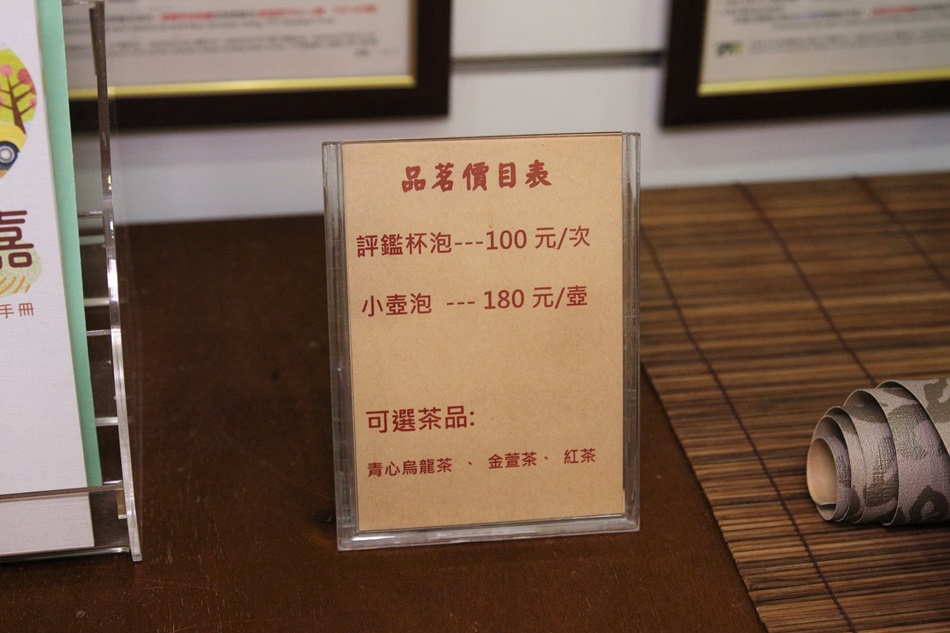 品茗價目表
評鑑杯泡---100 元/次
小壺泡 --- 180 元/壺
可選茶品:
青心烏龍茶 、 金萱茶、 紅茶
嘉
手冊